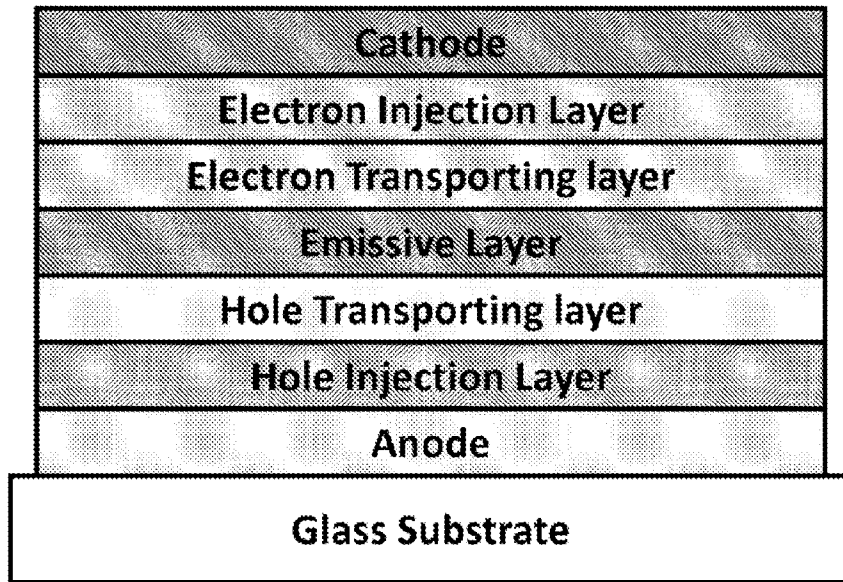 Cathode
Electron Injection Layer
Electron Transporting layer
Emissive Layer
Hole Transporting layer
Hole Injection Layer
Anode
Glass Substrate